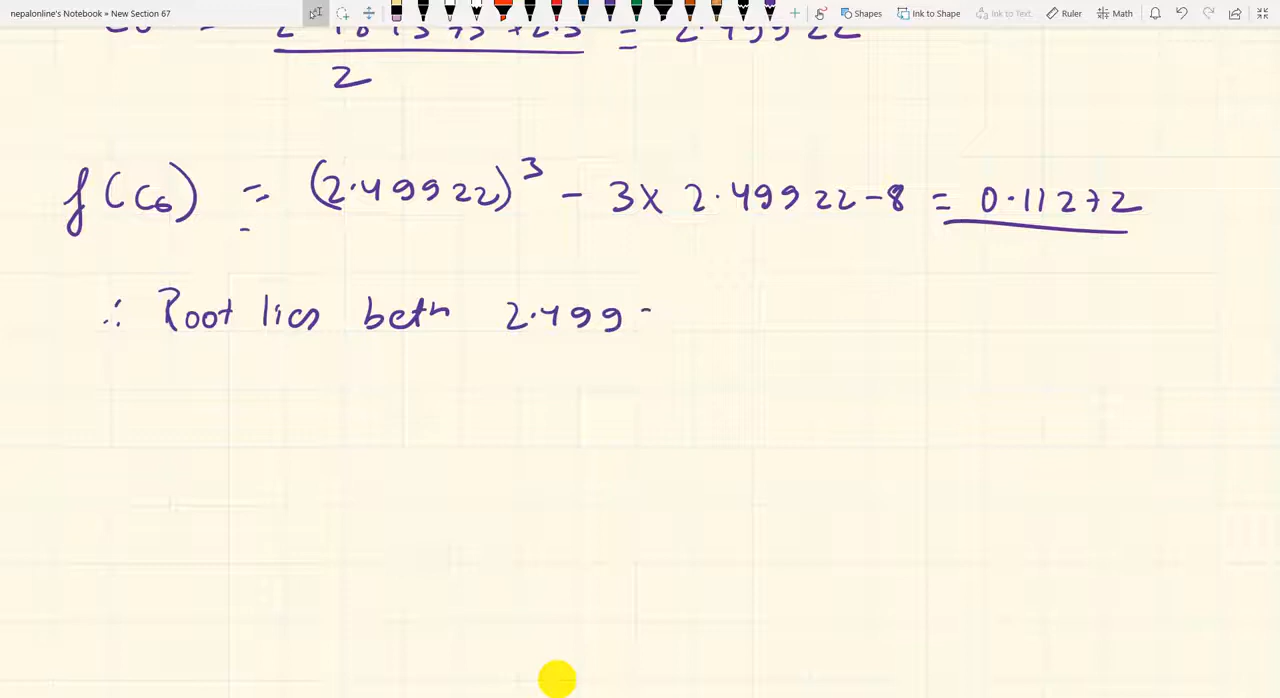 nepalonline's Notebook » New Section 67
Shapes Ink to Shape Ink to Text Ruler Math
= 2.49922
2
f(c6) = (2.49922)^3 - 3 x 2.49922 - 8 = 0.11272
∴ Root lies betn 2.499